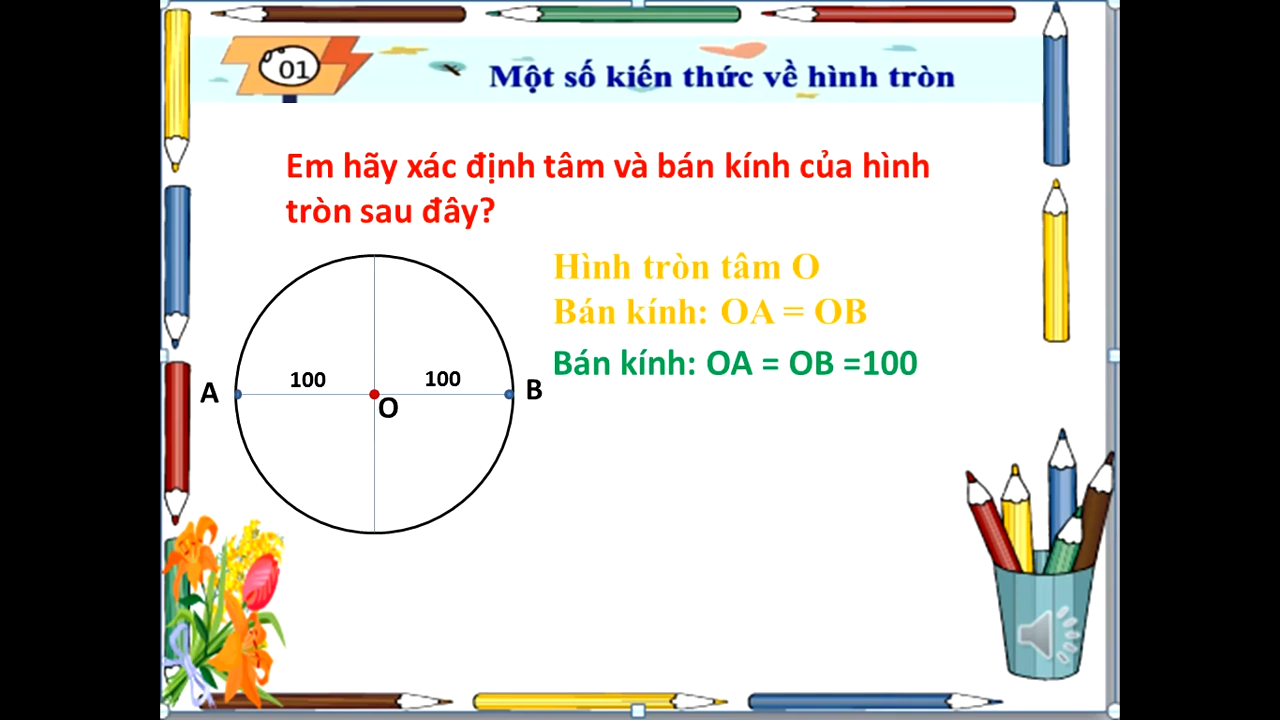 01
Một số kiến thức về hình tròn
Em hãy xác định tâm và bán kính của hình
tròn sau đây?
Hình tròn tâm O
Bán kính: OA = OB
Bán kính: OA = OB =100
A
100
100
B
O